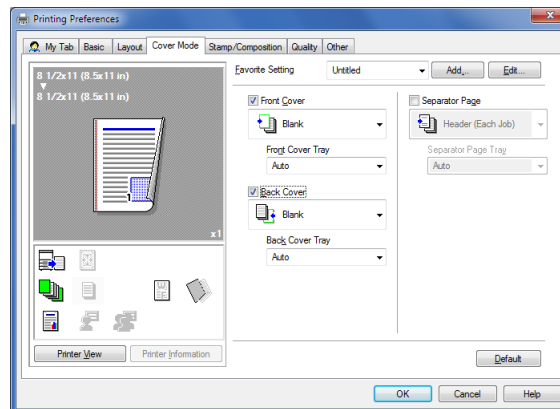 Printing Preferences
My Tab Basic Layout Cover Mode Stamp/Composition Quality Other
8 1/2x11 (8.5x11 in)
8 1/2x11 (8.5x11 in)
1
x1
Printer View Printer Information
Favorite Setting Untitled Add... Edit...
Front Cover
Blank
Front Cover Tray
Auto
Back Cover
Blank
Back Cover Tray
Auto
Separator Page
Header (Each Job)
Separator Page Tray
Auto
Default
OK Cancel Help